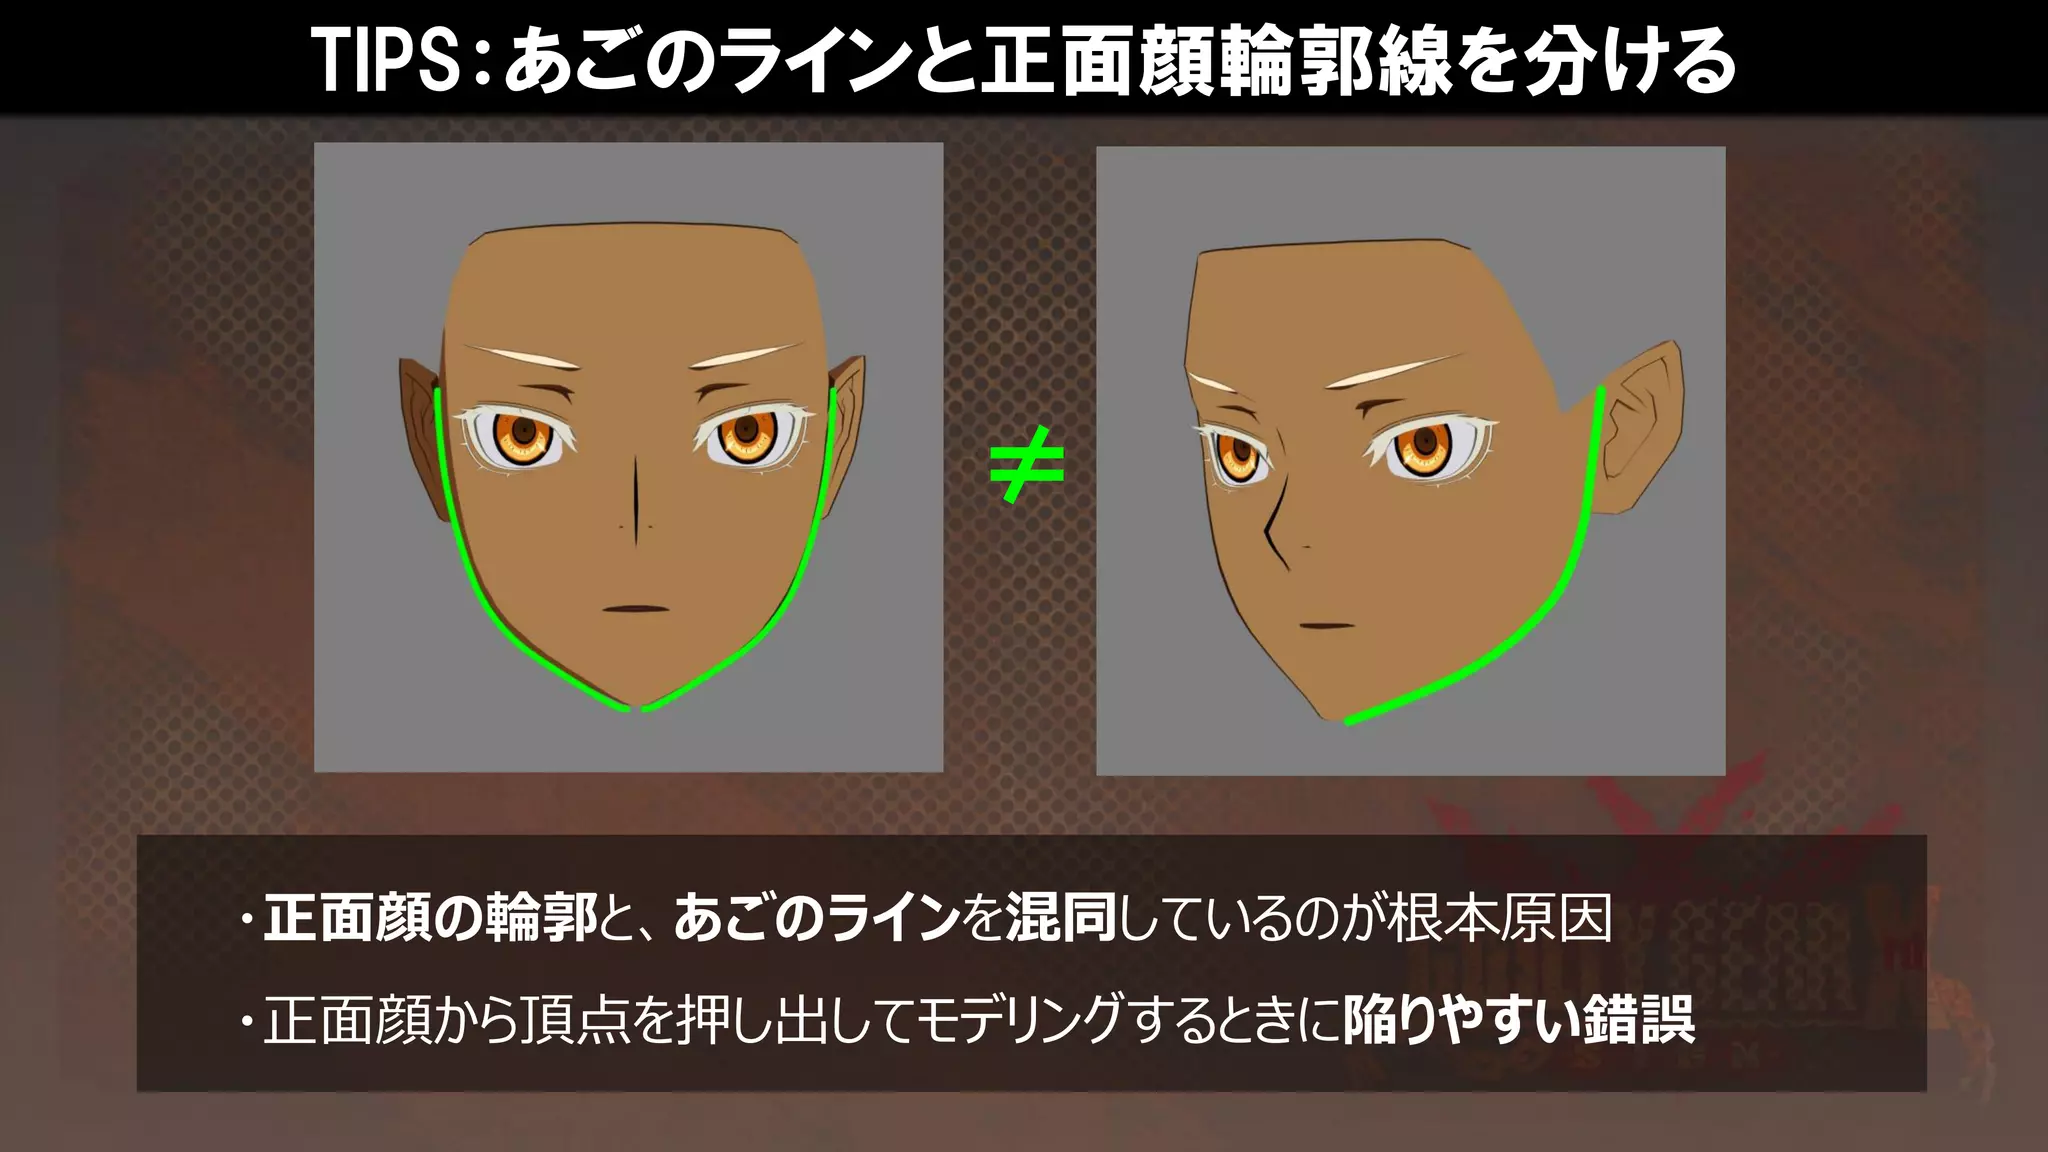 TIPS：あごのラインと正面顔輪郭線を分ける
≠
・正面顔の輪郭と、あごのラインを混同しているのが根本原因
・正面顔から頂点を押し出してモデリングするときに陥りやすい錯誤
GUILTY GEAR